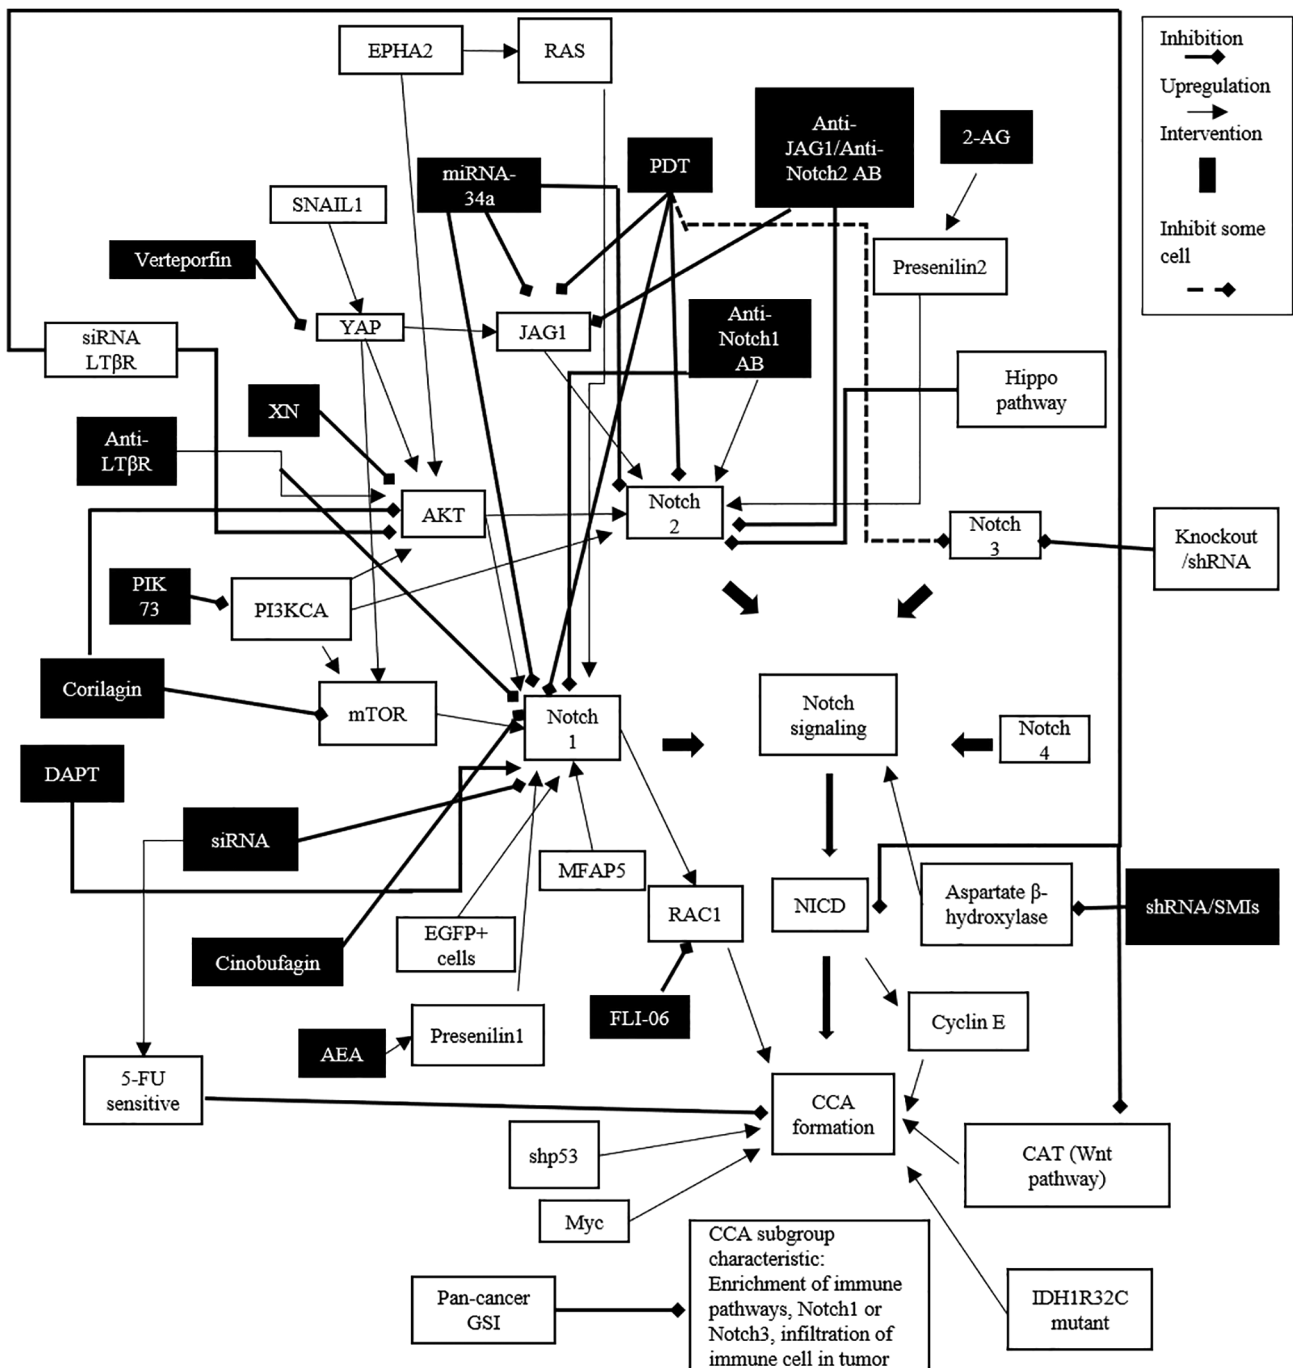 EPHA2
RAS
Inhibition
Upregulation
Intervention
Inhibit some
cell
miRNA-
34a
PDT
Anti-
JAG1/Anti-
Notch2 AB
2-AG
SNAIL1
Verteporfin
Presenilin2
siRNA
LTβR
YAP
JAG1
Anti-
Notch1
AB
Hippo
pathway
XN
Anti-
LTβR
AKT
Notch
2
Notch
3
Knockout
/shRNA
PIK
73
PI3KCA
Corilagin
mTOR
Notch
1
Notch
signaling
Notch
4
DAPT
siRNA
MFAP5
RAC1
NICD
Aspartate β-
hydroxylase
shRNA/SMIs
EGFP+
cells
Cinobufagin
FLI-06
Cyclin E
AEA
Presenilin1
5-FU
sensitive
CCA
formation
shp53
CAT (Wnt
pathway)
Myc
CCA subgroup
characteristic:
Enrichment of immune
pathways, Notch1 or
Notch3, infiltration of
immune cell in tumor
Pan-cancer
GSI
IDH1R32C
mutant